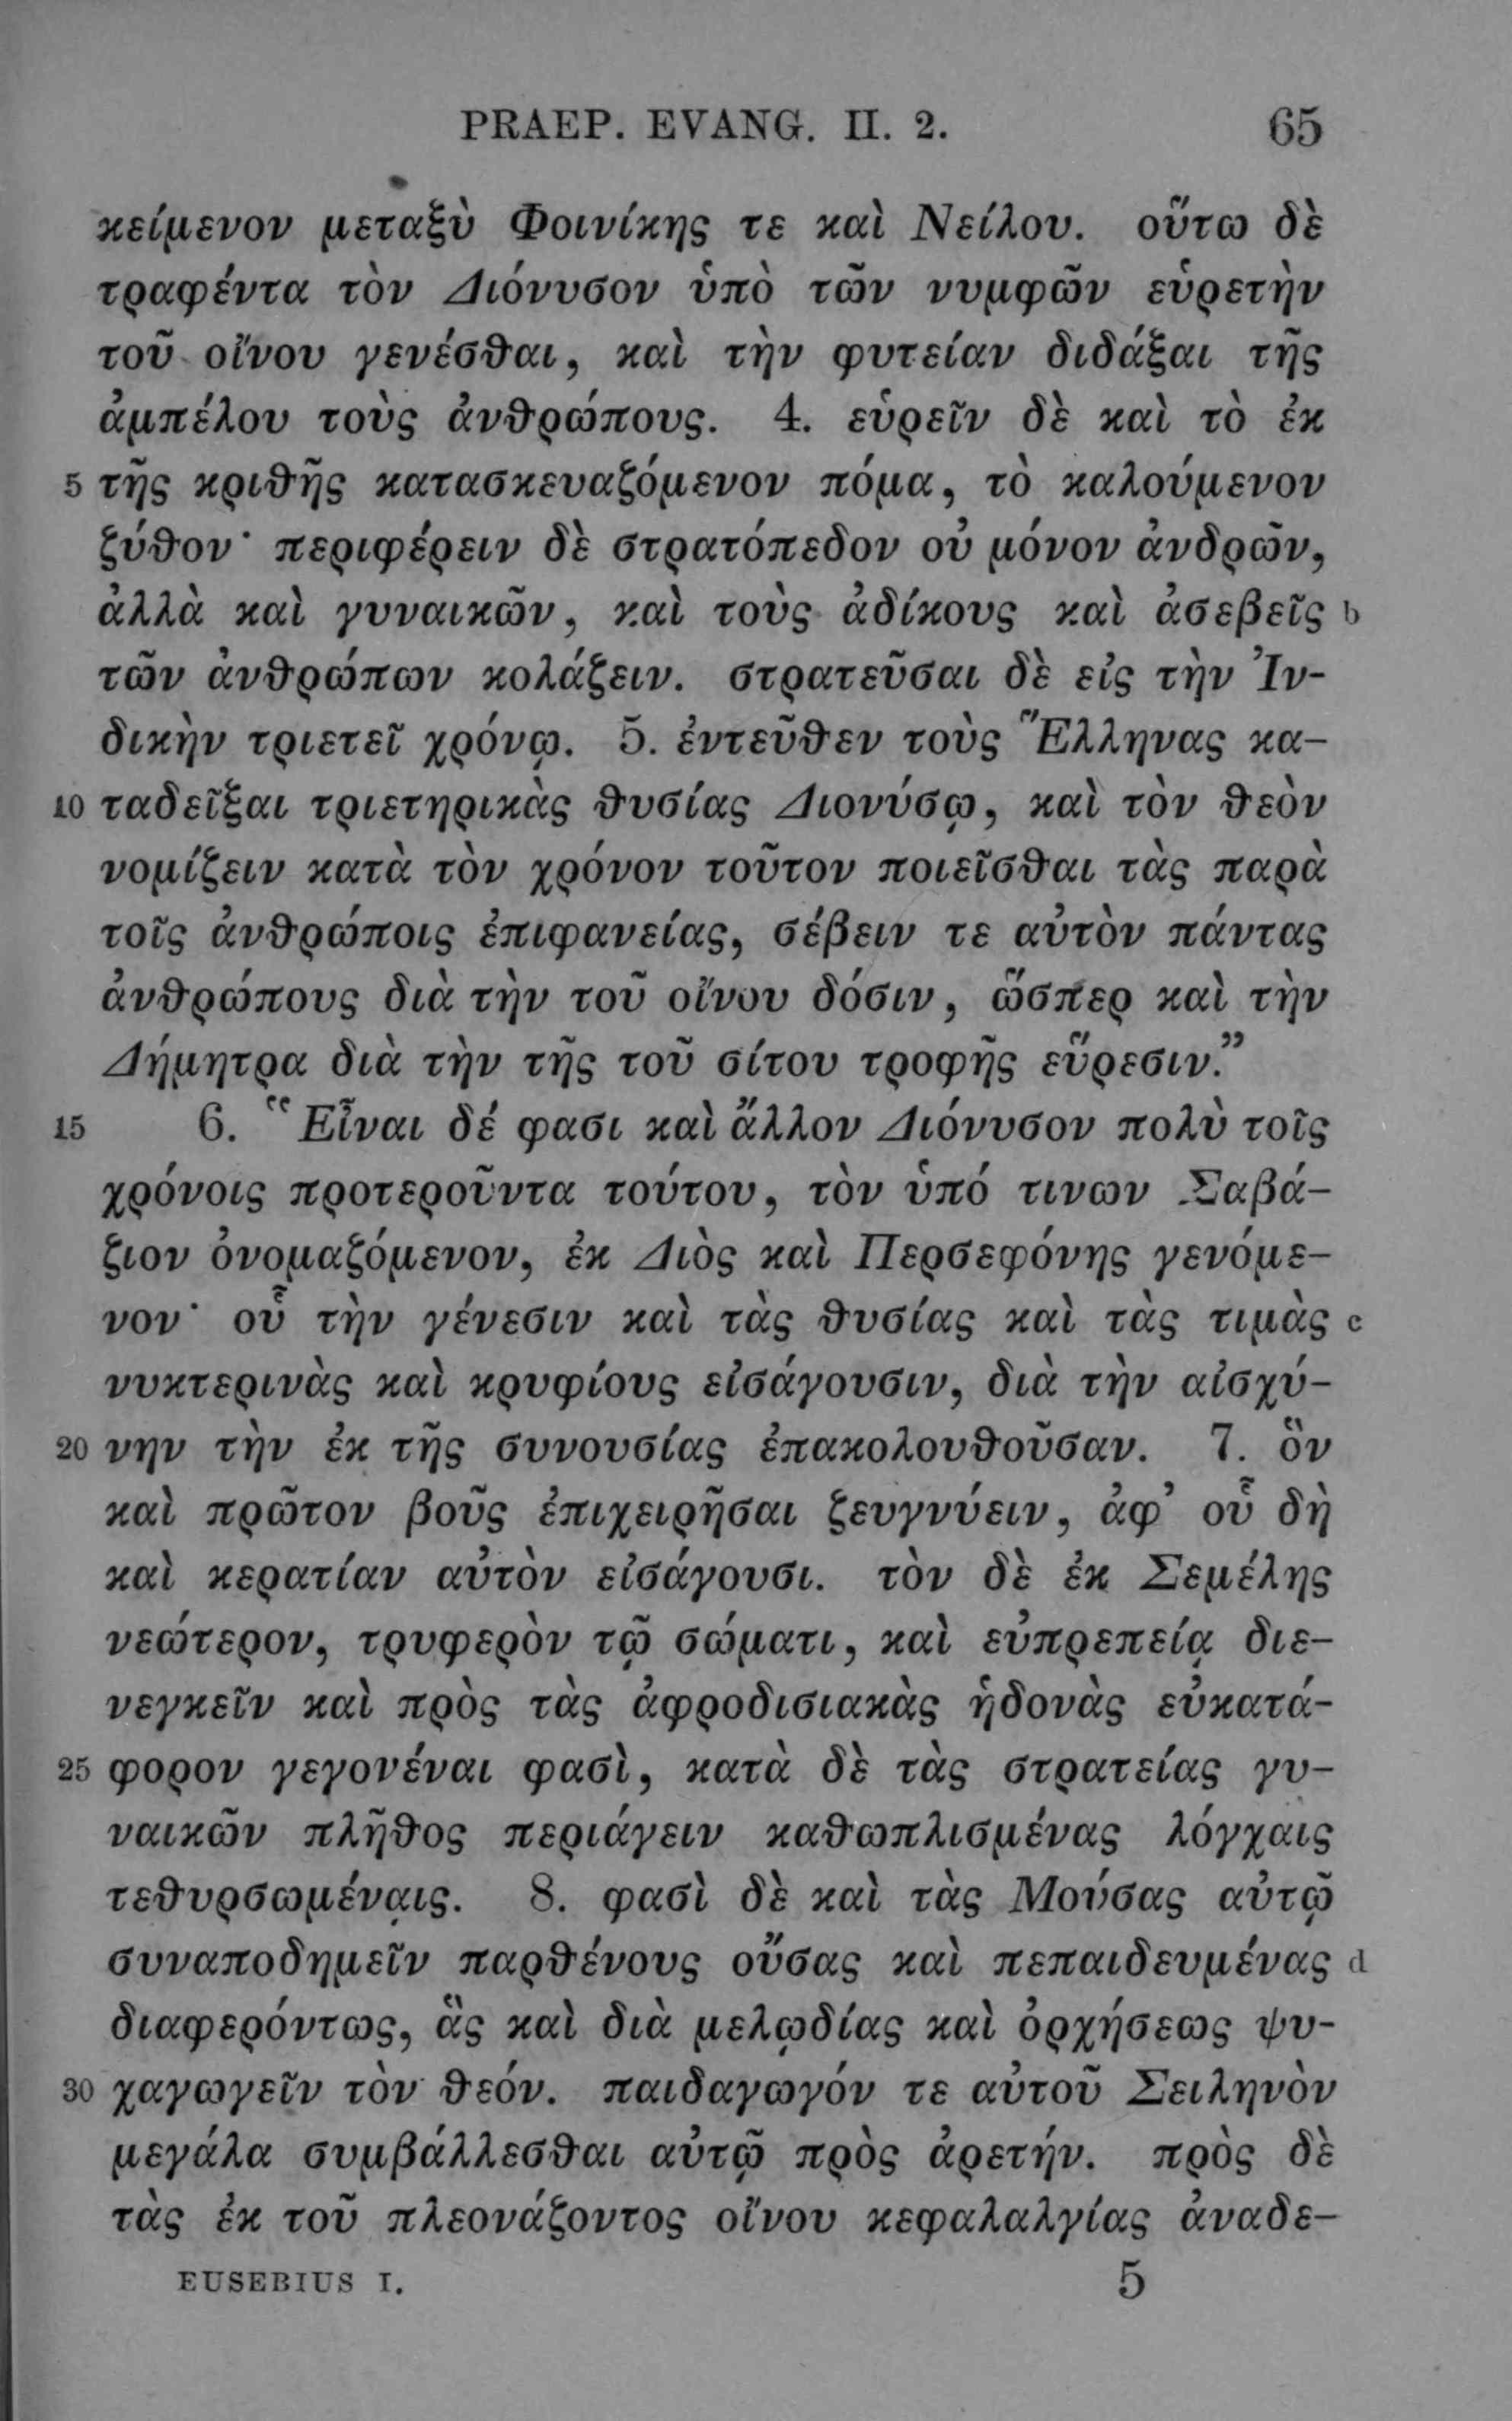 PRAEP. EVANG. II. 2. 65
κείμενον μεταξὺ Φοινίκης τε καὶ Νείλου. οὕτω δὲ
τραφέντα τὸν Διόνυσον ὑπὸ τῶν νυμφῶν εὑρετὴν
τοῦ οἴνου γενέσθαι, καὶ τὴν φυτείαν διδάξαι τῆς
ἀμπέλου τοὺς ἀνθρώπους. 4. εὑρεῖν δὲ καὶ τὸ ἐκ
5 τῆς κριθῆς κατασκευαζόμενον πόμα, τὸ καλούμενον
ζύθον· περιφέρειν δὲ στρατόπεδον οὐ μόνον ἀνδρῶν,
ἀλλὰ καὶ γυναικῶν, καὶ τοὺς ἀδίκους καὶ ἀσεβεῖς b
τῶν ἀνθρώπων κολάζειν. στρατεῦσαι δὲ εἰς τὴν Ἰν-
δικὴν τριετεῖ χρόνῳ. 5. ἐντεῦθεν τοὺς Ἕλληνας κα-
10 ταδεῖξαι τριετηρικὰς θυσίας Διονύσῳ, καὶ τὸν θεὸν
νομίζειν κατὰ τὸν χρόνον τοῦτον ποιεῖσθαι τὰς παρὰ
τοῖς ἀνθρώποις ἐπιφανείας, σέβειν τε αὐτὸν πάντας
ἀνθρώπους διὰ τὴν τοῦ οἴνου δόσιν, ὥσπερ καὶ τὴν
Δήμητρα διὰ τὴν τῆς τοῦ σίτου τροφῆς εὕρεσιν.”
15 6. “Εἶναι δέ φασι καὶ ἄλλον Διόνυσον πολὺ τοῖς
χρόνοις προτεροῦντα τούτου, τὸν ὑπό τινων Σαβά-
ζιον ὀνομαζόμενον, ἐκ Διὸς καὶ Περσεφόνης γενόμε-
νον· οὗ τὴν γένεσιν καὶ τὰς θυσίας καὶ τὰς τιμὰς c
νυκτερινὰς καὶ κρυφίους εἰσάγουσιν, διὰ τὴν αἰσχύ-
20 νην τὴν ἐκ τῆς συνουσίας ἐπακολουθοῦσαν. 7. ὃν
καὶ πρῶτον βοῦς ἐπιχειρῆσαι ζευγνύειν, ἀφ’ οὗ δὴ
καὶ κερατίαν αὐτὸν εἰσάγουσι. τὸν δὲ ἐκ Σεμέλης
νεώτερον, τρυφερὸν τῷ σώματι, καὶ εὐπρεπείᾳ διε-
νεγκεῖν καὶ πρὸς τὰς ἀφροδισιακὰς ἡδονὰς εὐκατά-
25 φορον γεγονέναι φασὶ, κατὰ δὲ τὰς στρατείας γυ-
ναικῶν πλῆθος περιάγειν καθωπλισμένας λόγχαις
τεθυρσωμέναις. 8. φασὶ δὲ καὶ τὰς Μούσας αὐτῷ
συναποδημεῖν παρθένους οὔσας καὶ πεπαιδευμένας d
διαφερόντως, ἃς καὶ διὰ μελῳδίας καὶ ὀρχήσεως ψυ-
30 χαγωγεῖν τὸν θεόν. παιδαγωγόν τε αὐτοῦ Σειληνὸν
μεγάλα συμβάλλεσθαι αὐτῷ πρὸς ἀρετήν. πρὸς δὲ
τὰς ἐκ τοῦ πλεονάζοντος οἴνου κεφαλαλγίας ἀναδε-
EUSEBIUS I. 5